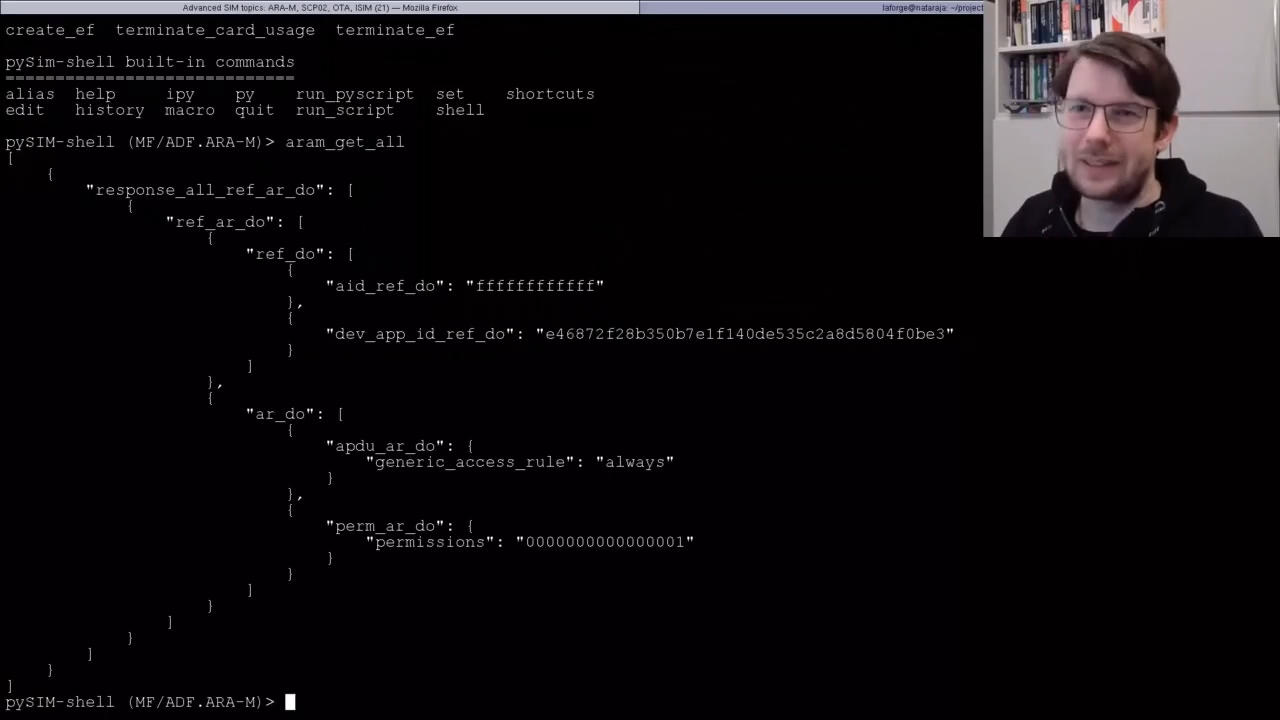 Advanced SIM topics: ARA-M, SCP02, OTA, ISIM (21) — Mozilla Firefox
laforge@nataraja: ~/project
create_ef  terminate_card_usage  terminate_ef
pySim-shell built-in commands
=============================
alias  help     ipy    py    run_pyscript  set    shortcuts
edit   history  macro  quit  run_script    shell
pySIM-shell (MF/ADF.ARA-M)> aram_get_all
[
    {
        "response_all_ref_ar_do": [
            {
                "ref_ar_do": [
                    {
                        "ref_do": [
                            {
                                "aid_ref_do": "ffffffffffff"
                            },
                            {
                                "dev_app_id_ref_do": "e46872f28b350b7e1f140de535c2a8d5804f0be3"
                            }
                        ]
                    },
                    {
                        "ar_do": [
                            {
                                "apdu_ar_do": {
                                    "generic_access_rule": "always"
                                }
                            },
                            {
                                "perm_ar_do": {
                                    "permissions": "0000000000000001"
                                }
                            }
                        ]
                    }
                ]
            }
        ]
    }
]
pySIM-shell (MF/ADF.ARA-M)>